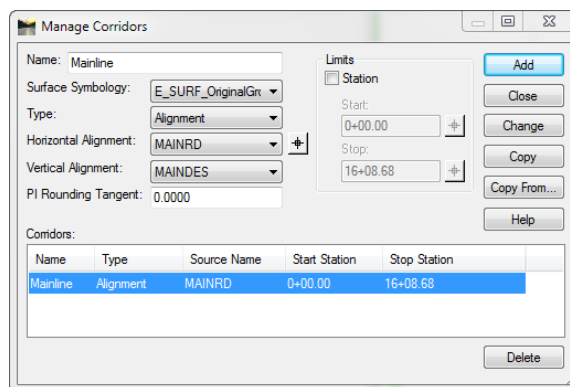 Manage Corridors
Name: Mainline
Surface Symbology: E_SURF_OriginalGrc
Type: Alignment
Horizontal Alignment: MAINRD
Vertical Alignment: MAINDES
PI Rounding Tangent: 0.0000
Limits
Station
Start:
0+00.00
Stop:
16+08.68
Add
Close
Change
Copy
Copy From...
Help
Corridors:
Name Type Source Name Start Station Stop Station
Mainline Alignment MAINRD 0+00.00 16+08.68
Delete